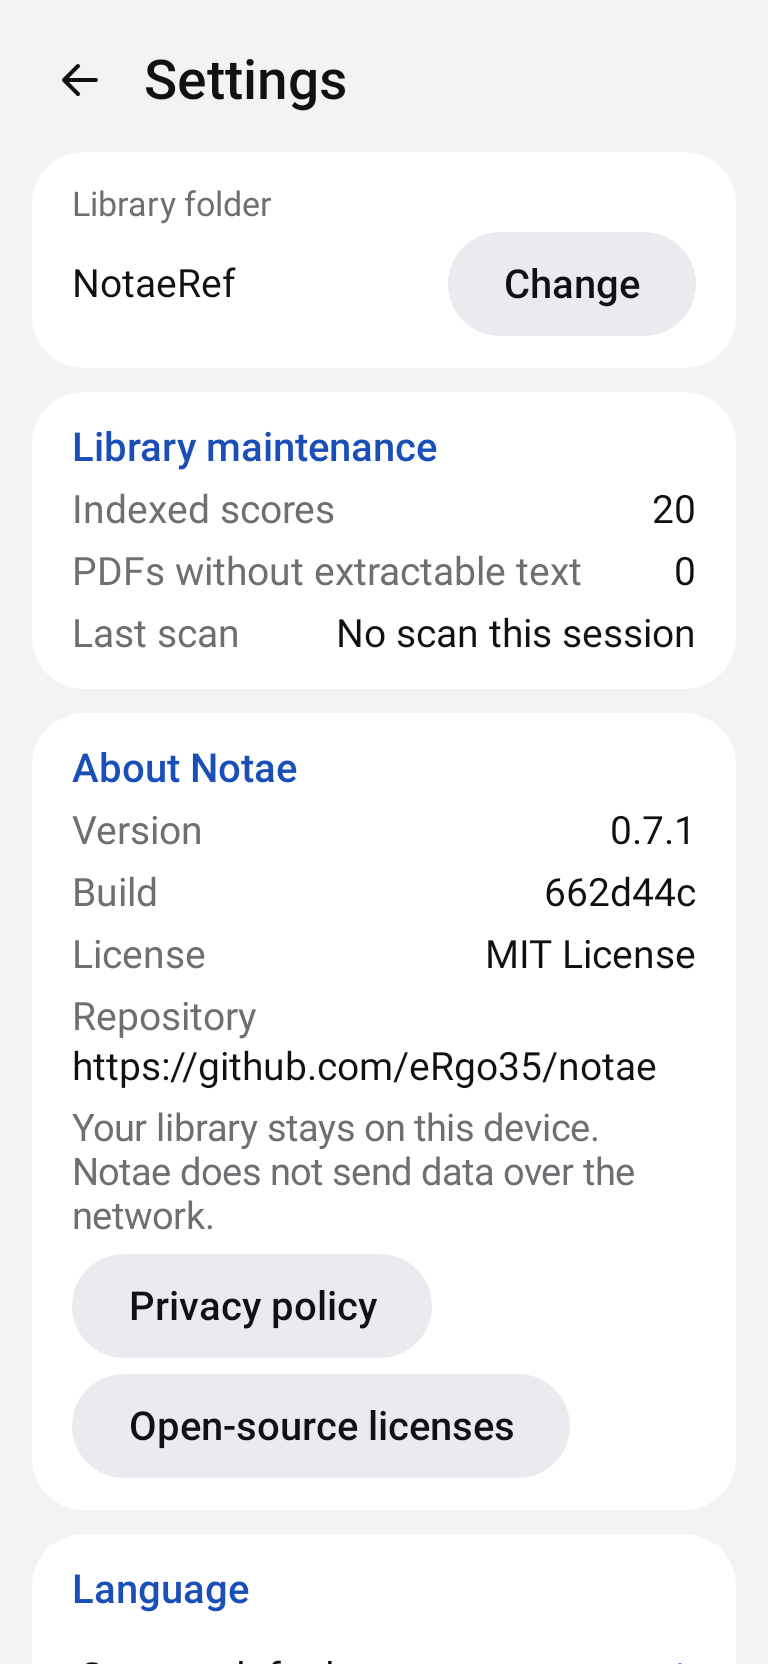 Settings
Library folder
NotaeRef
Change
Library maintenance
Indexed scores 20
PDFs without extractable text 0
Last scan No scan this session
About Notae
Version 0.7.1
Build 662d44c
License MIT License
Repository
https://github.com/eRgo35/notae
Your library stays on this device.
Notae does not send data over the
network.
Privacy policy
Open-source licenses
Language